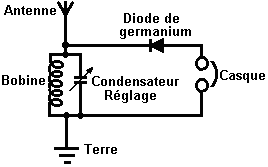 Antenne
Diode de
germanium
Bobine
Condensateur
Réglage
Casque
Terre